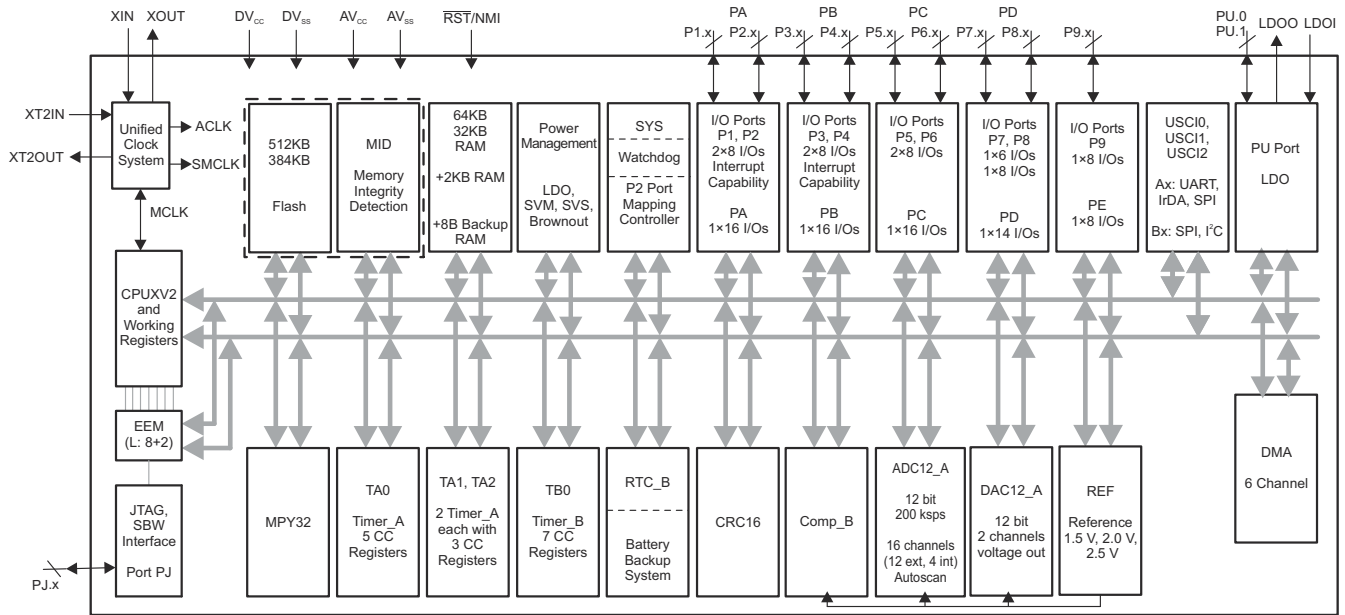 XIN XOUT DVCC DVSS AVCC AVSS RST/NMI
PA PB PC PD
P1.x P2.x P3.x P4.x P5.x P6.x P7.x P8.x P9.x
PU.0
PU.1
LDOO LDOI
XT2IN
XT2OUT
Unified
Clock
System
ACLK
SMCLK
MCLK
512KB
384KB
Flash
MID
Memory
Integrity
Detection
64KB
32KB
RAM
+2KB RAM
+8B Backup
RAM
Power
Management
LDO,
SVM, SVS,
Brownout
SYS
Watchdog
P2 Port
Mapping
Controller
I/O Ports
P1, P2
2×8 I/Os
Interrupt
Capability
PA
1×16 I/Os
I/O Ports
P3, P4
2×8 I/Os
Interrupt
Capability
PB
1×16 I/Os
I/O Ports
P5, P6
2×8 I/Os
PC
1×16 I/Os
I/O Ports
P7, P8
1×6 I/Os
1×8 I/Os
PD
1×14 I/Os
I/O Ports
P9
1×8 I/Os
PE
1×8 I/Os
USCI0,
USCI1,
USCI2
Ax: UART,
IrDA, SPI
Bx: SPI, I²C
PU Port
LDO
CPUXV2
and
Working
Registers
EEM
(L: 8+2)
JTAG,
SBW
Interface
Port PJ
PJ.x
MPY32
TA0
Timer_A
5 CC
Registers
TA1, TA2
2 Timer_A
each with
3 CC
Registers
TB0
Timer_B
7 CC
Registers
RTC_B
Battery
Backup
System
CRC16
Comp_B
ADC12_A
12 bit
200 ksps
16 channels
(12 ext, 4 int)
Autoscan
DAC12_A
12 bit
2 channels
voltage out
REF
Reference
1.5 V, 2.0 V,
2.5 V
DMA
6 Channel